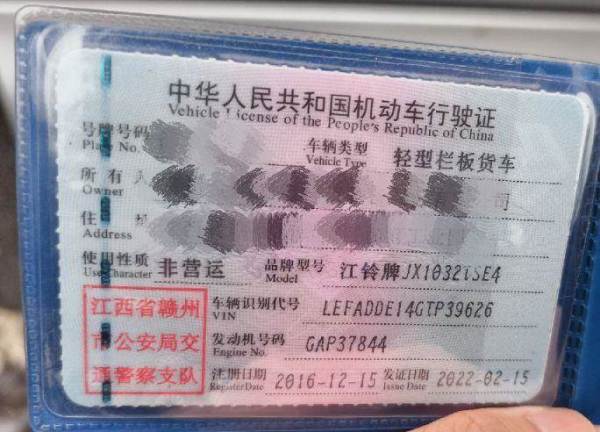 中华人民共和国机动车行驶证
Vehicle License of the People's Republic of China
号牌号码 车辆类型 轻型栏板货车
Plate No. Vehicle Type
所有人 司
Owner
住
Address
使用性质 非营运 品牌型号 江铃牌JX1032TSE4
Use Character Model
车辆识别代号 LEFADDE14GTP39626
VIN
发动机号码 GAP37844
Engine No.
注册日期 2016-12-15 发证日期 2022-02-15
Register Date Issue Date
江西省赣州
市公安局交
通警察支队